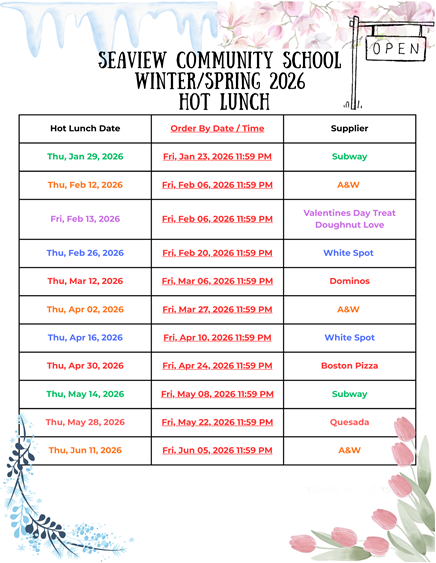 OPEN
SEAVIEW COMMUNITY SCHOOL
WINTER/SPRING 2026
HOT LUNCH
Hot Lunch Date Order By Date / Time Supplier
Thu, Jan 29, 2026 Fri, Jan 23, 2026 11:59 PM Subway
Thu, Feb 12, 2026 Fri, Feb 06, 2026 11:59 PM A&W
Fri, Feb 13, 2026 Fri, Feb 06, 2026 11:59 PM Valentines Day Treat
Doughnut Love
Thu, Feb 26, 2026 Fri, Feb 20, 2026 11:59 PM White Spot
Thu, Mar 12, 2026 Fri, Mar 06, 2026 11:59 PM Dominos
Thu, Apr 02, 2026 Fri, Mar 27, 2026 11:59 PM A&W
Thu, Apr 16, 2026 Fri, Apr 10, 2026 11:59 PM White Spot
Thu, Apr 30, 2026 Fri, Apr 24, 2026 11:59 PM Boston Pizza
Thu, May 14, 2026 Fri, May 08, 2026 11:59 PM Subway
Thu, May 28, 2026 Fri, May 22, 2026 11:59 PM Quesada
Thu, Jun 11, 2026 Fri, Jun 05, 2026 11:59 PM A&W